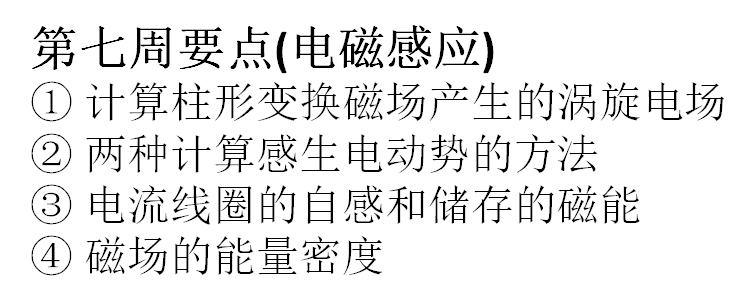 第七周要点(电磁感应)
① 计算柱形变换磁场产生的涡旋电场
② 两种计算感生电动势的方法
③ 电流线圈的自感和储存的磁能
④ 磁场的能量密度